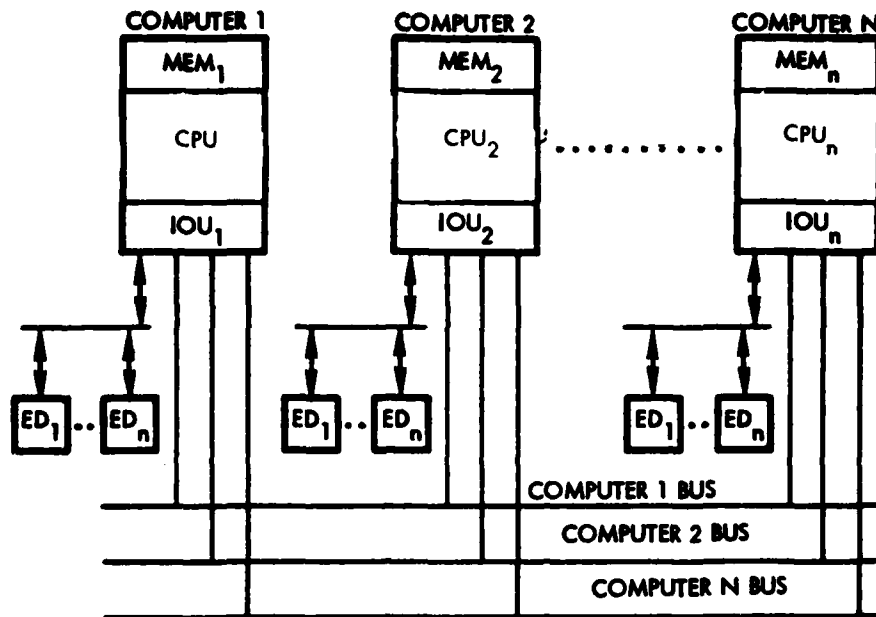 COMPUTER 1 COMPUTER 2 COMPUTER N
MEM₁ MEM₂ MEMₙ
CPU CPU₂ CPUₙ
IOU₁ IOU₂ IOUₙ
ED₁ .. EDₙ ED₁ .. EDₙ ED₁ .. EDₙ
COMPUTER 1 BUS
COMPUTER 2 BUS
COMPUTER N BUS